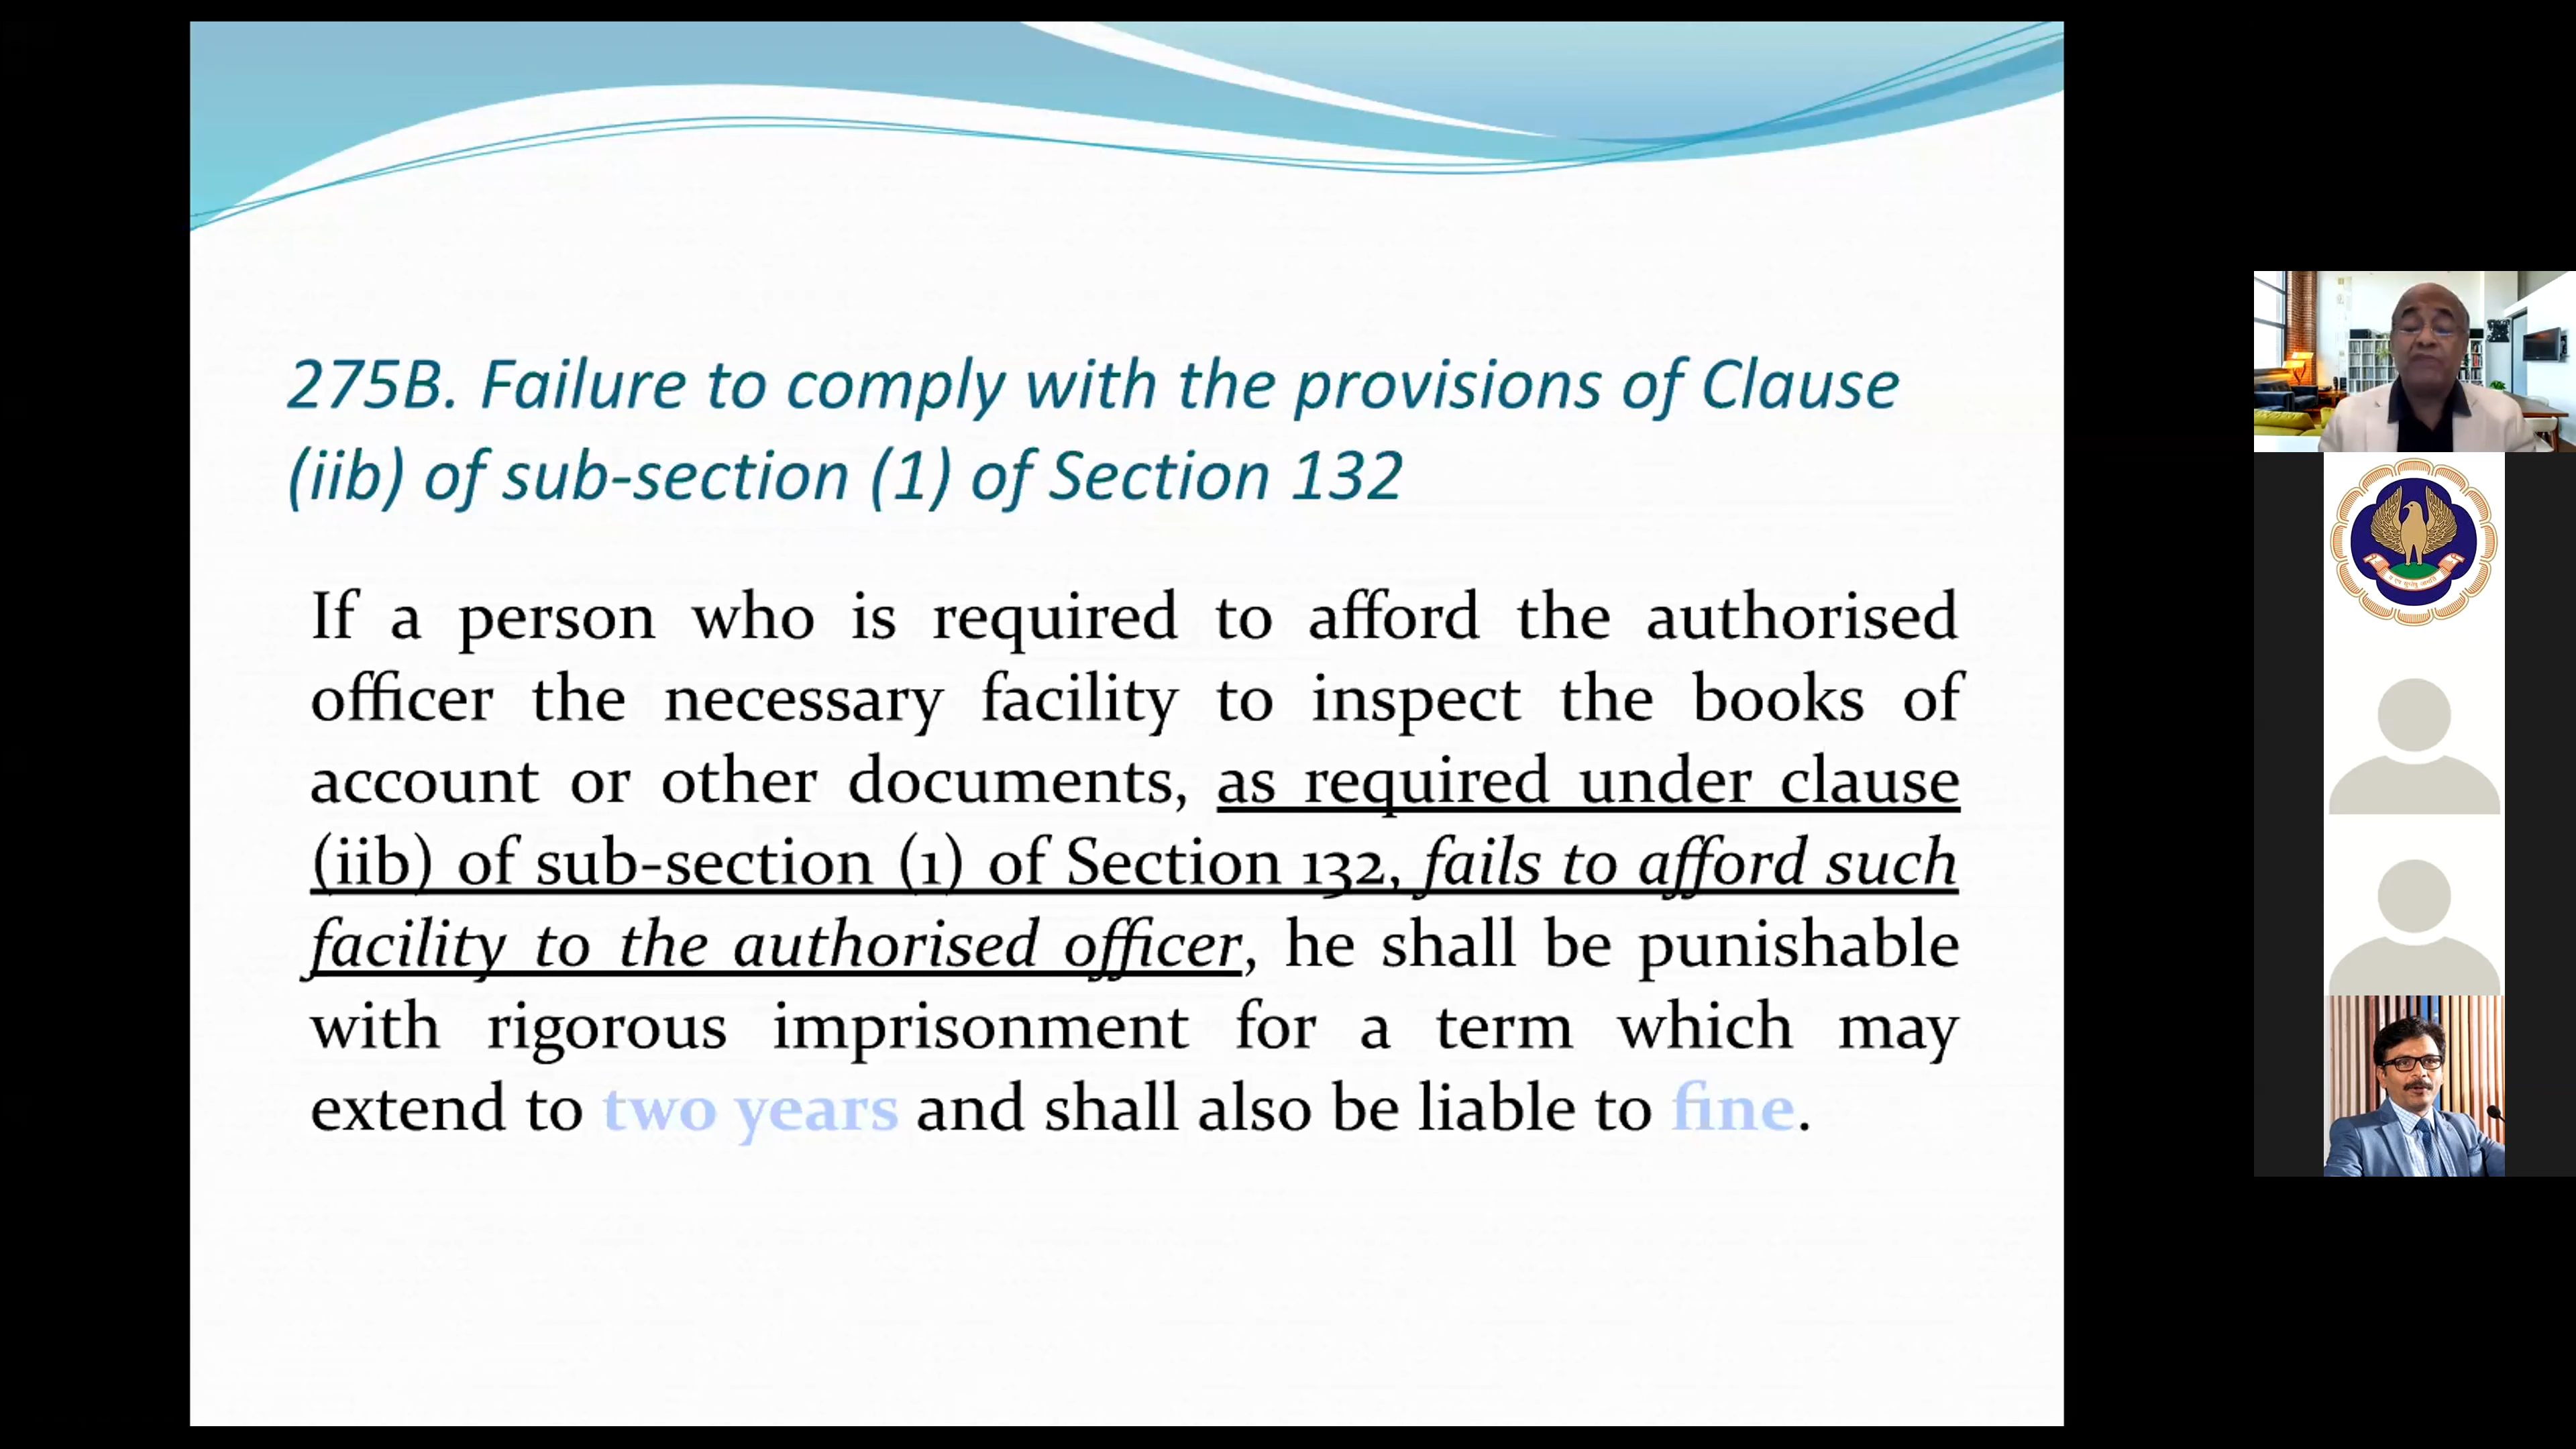 275B. Failure to comply with the provisions of Clause
(iib) of sub-section (1) of Section 132
If a person who is required to afford the authorised
officer the necessary facility to inspect the books of
account or other documents, as required under clause
(iib) of sub-section (1) of Section 132, fails to afford such
facility to the authorised officer, he shall be punishable
with rigorous imprisonment for a term which may
extend to two years and shall also be liable to fine.